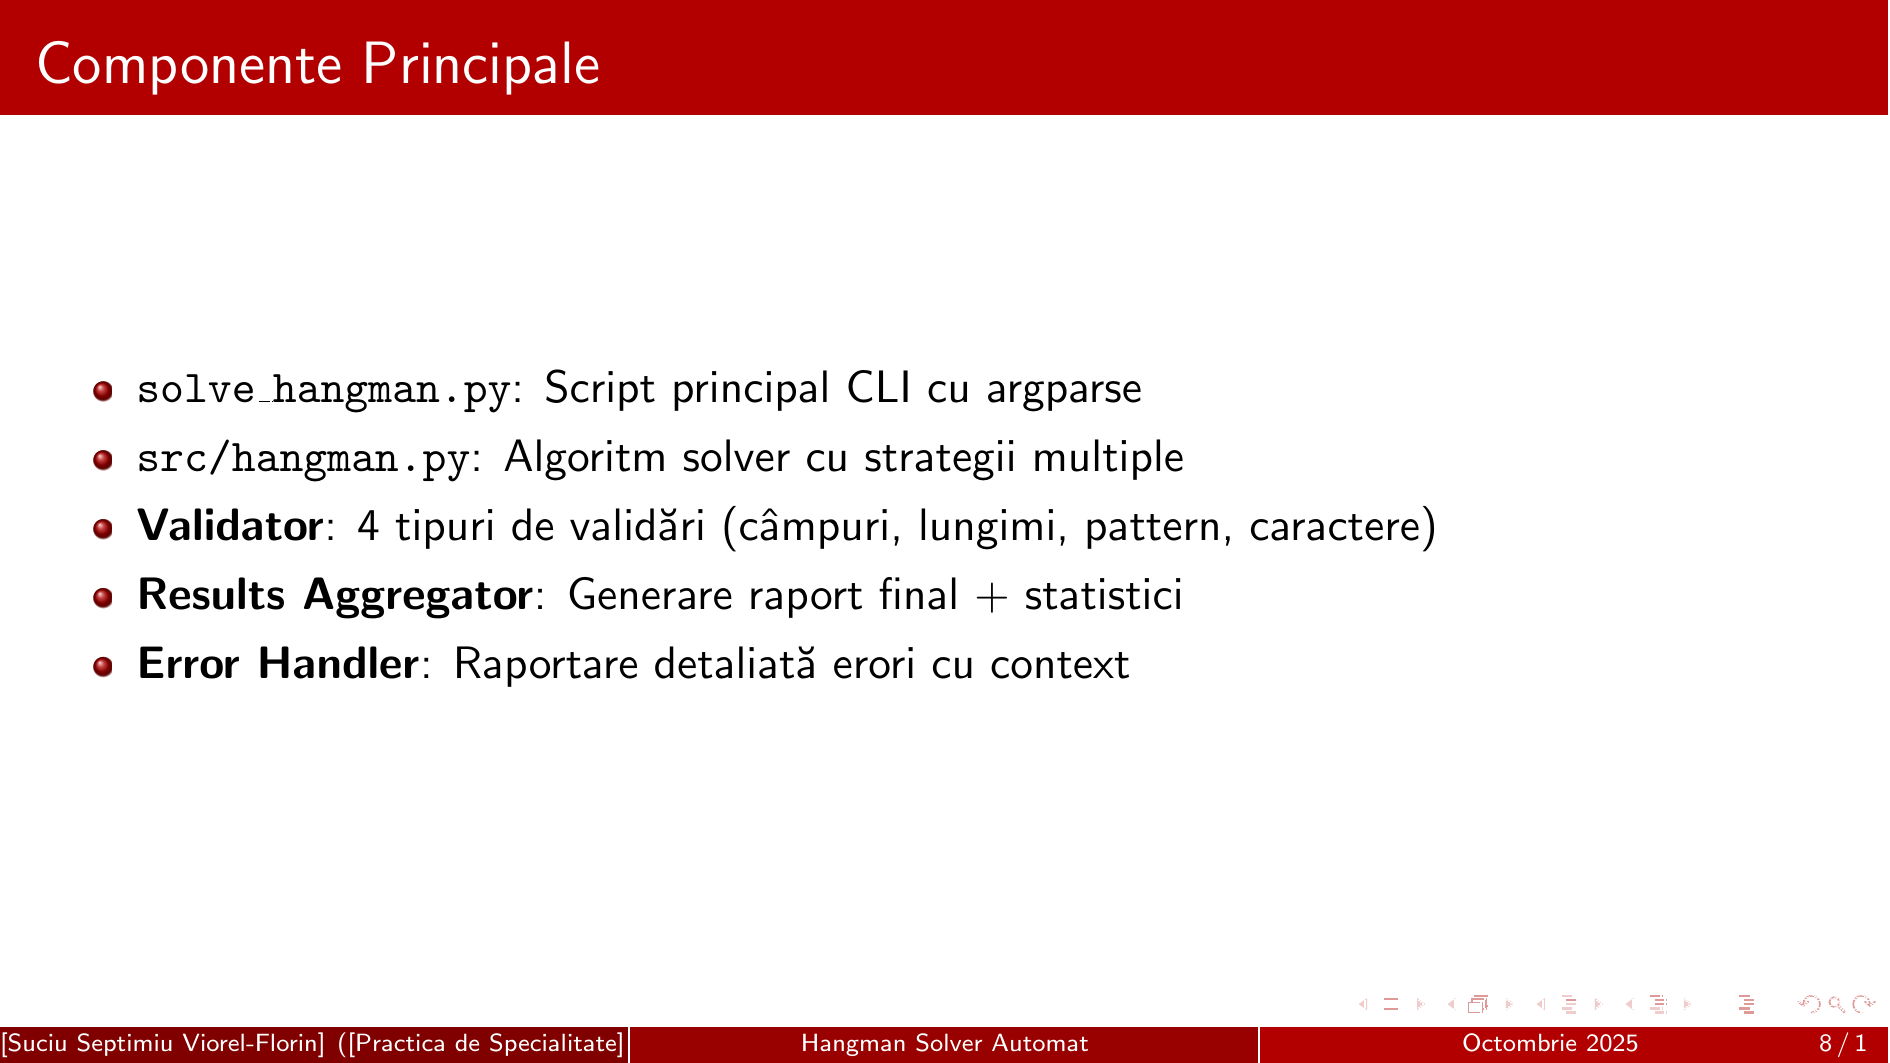 Componente Principale
solve_hangman.py: Script principal CLI cu argparse
src/hangman.py: Algoritm solver cu strategii multiple
Validator: 4 tipuri de validări (câmpuri, lungimi, pattern, caractere)
Results Aggregator: Generare raport final + statistici
Error Handler: Raportare detaliată erori cu context
[Suciu Septimiu Viorel-Florin] ([Practica de Specialitate]
Hangman Solver Automat
Octombrie 2025
8 / 1